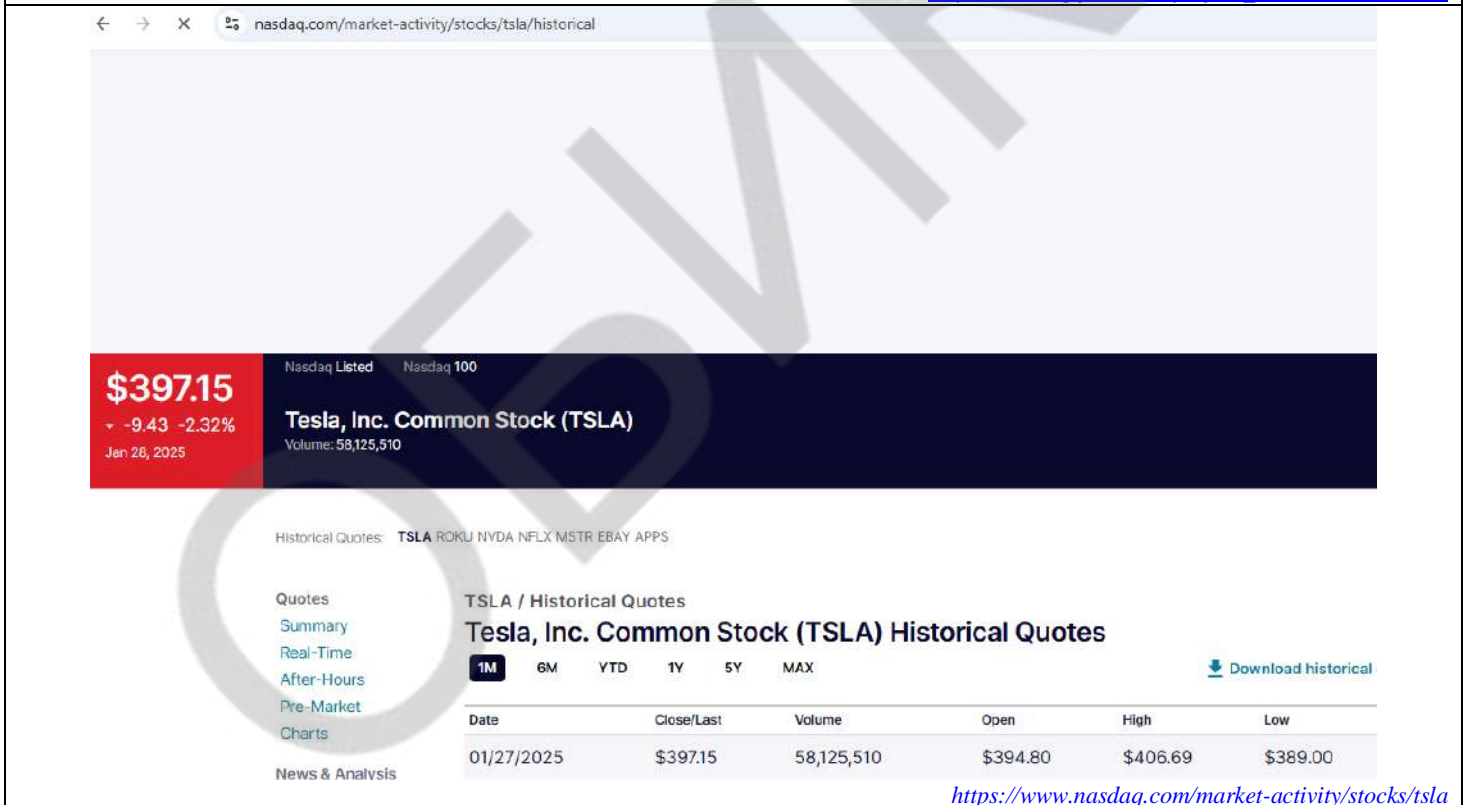 nasdaq.com/market-activity/stocks/tsla/historical
$397.15
-9.43 -2.32%
Jan 28, 2025
Nasdaq Listed Nasdaq 100
Tesla, Inc. Common Stock (TSLA)
Volume: 58,125,510
Historical Quotes: TSLA ROKU NVDA NFLX MSTR EBAY APPS
Quotes
Summary
Real-Time
After-Hours
Pre-Market
Charts
News & Analysis
TSLA / Historical Quotes
Tesla, Inc. Common Stock (TSLA) Historical Quotes
1M 6M YTD 1Y 5Y MAX
Download historical
Date Close/Last Volume Open High Low
01/27/2025 $397.15 58,125,510 $394.80 $406.69 $389.00
https://www.nasdaq.com/market-activity/stocks/tsla